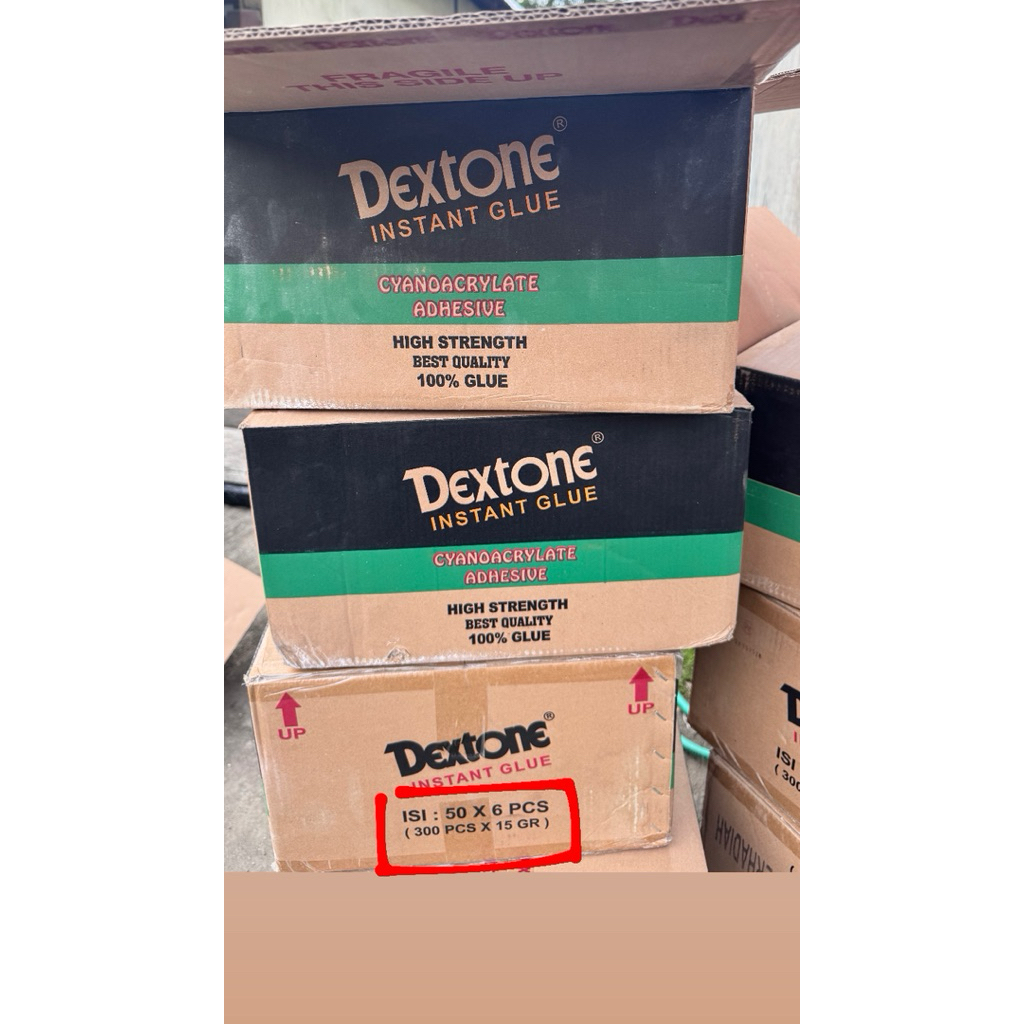 FRAGILE
THIS SIDE UP
Dextone®
INSTANT GLUE
CYANOACRYLATE
ADHESIVE
HIGH STRENGTH
BEST QUALITY
100% GLUE
Dextone®
INSTANT GLUE
CYANOACRYLATE
ADHESIVE
HIGH STRENGTH
BEST QUALITY
100% GLUE
UP
UP
Dextone®
INSTANT GLUE
ISI : 50 X 6 PCS
( 300 PCS X 15 GR )
ISI